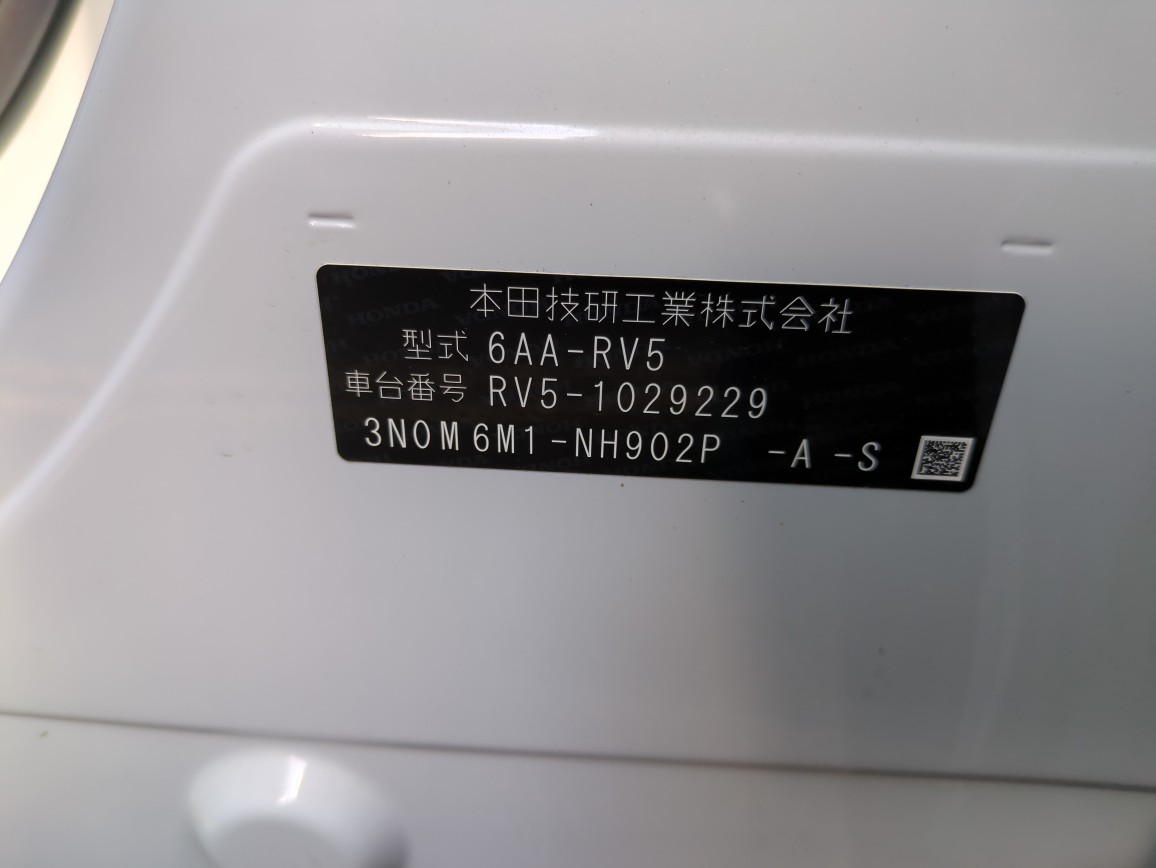 本田技研工業株式会社
型式 6AA-RV5
車台番号 RV5-1029229
3N0M6M1-NH902P -A -S